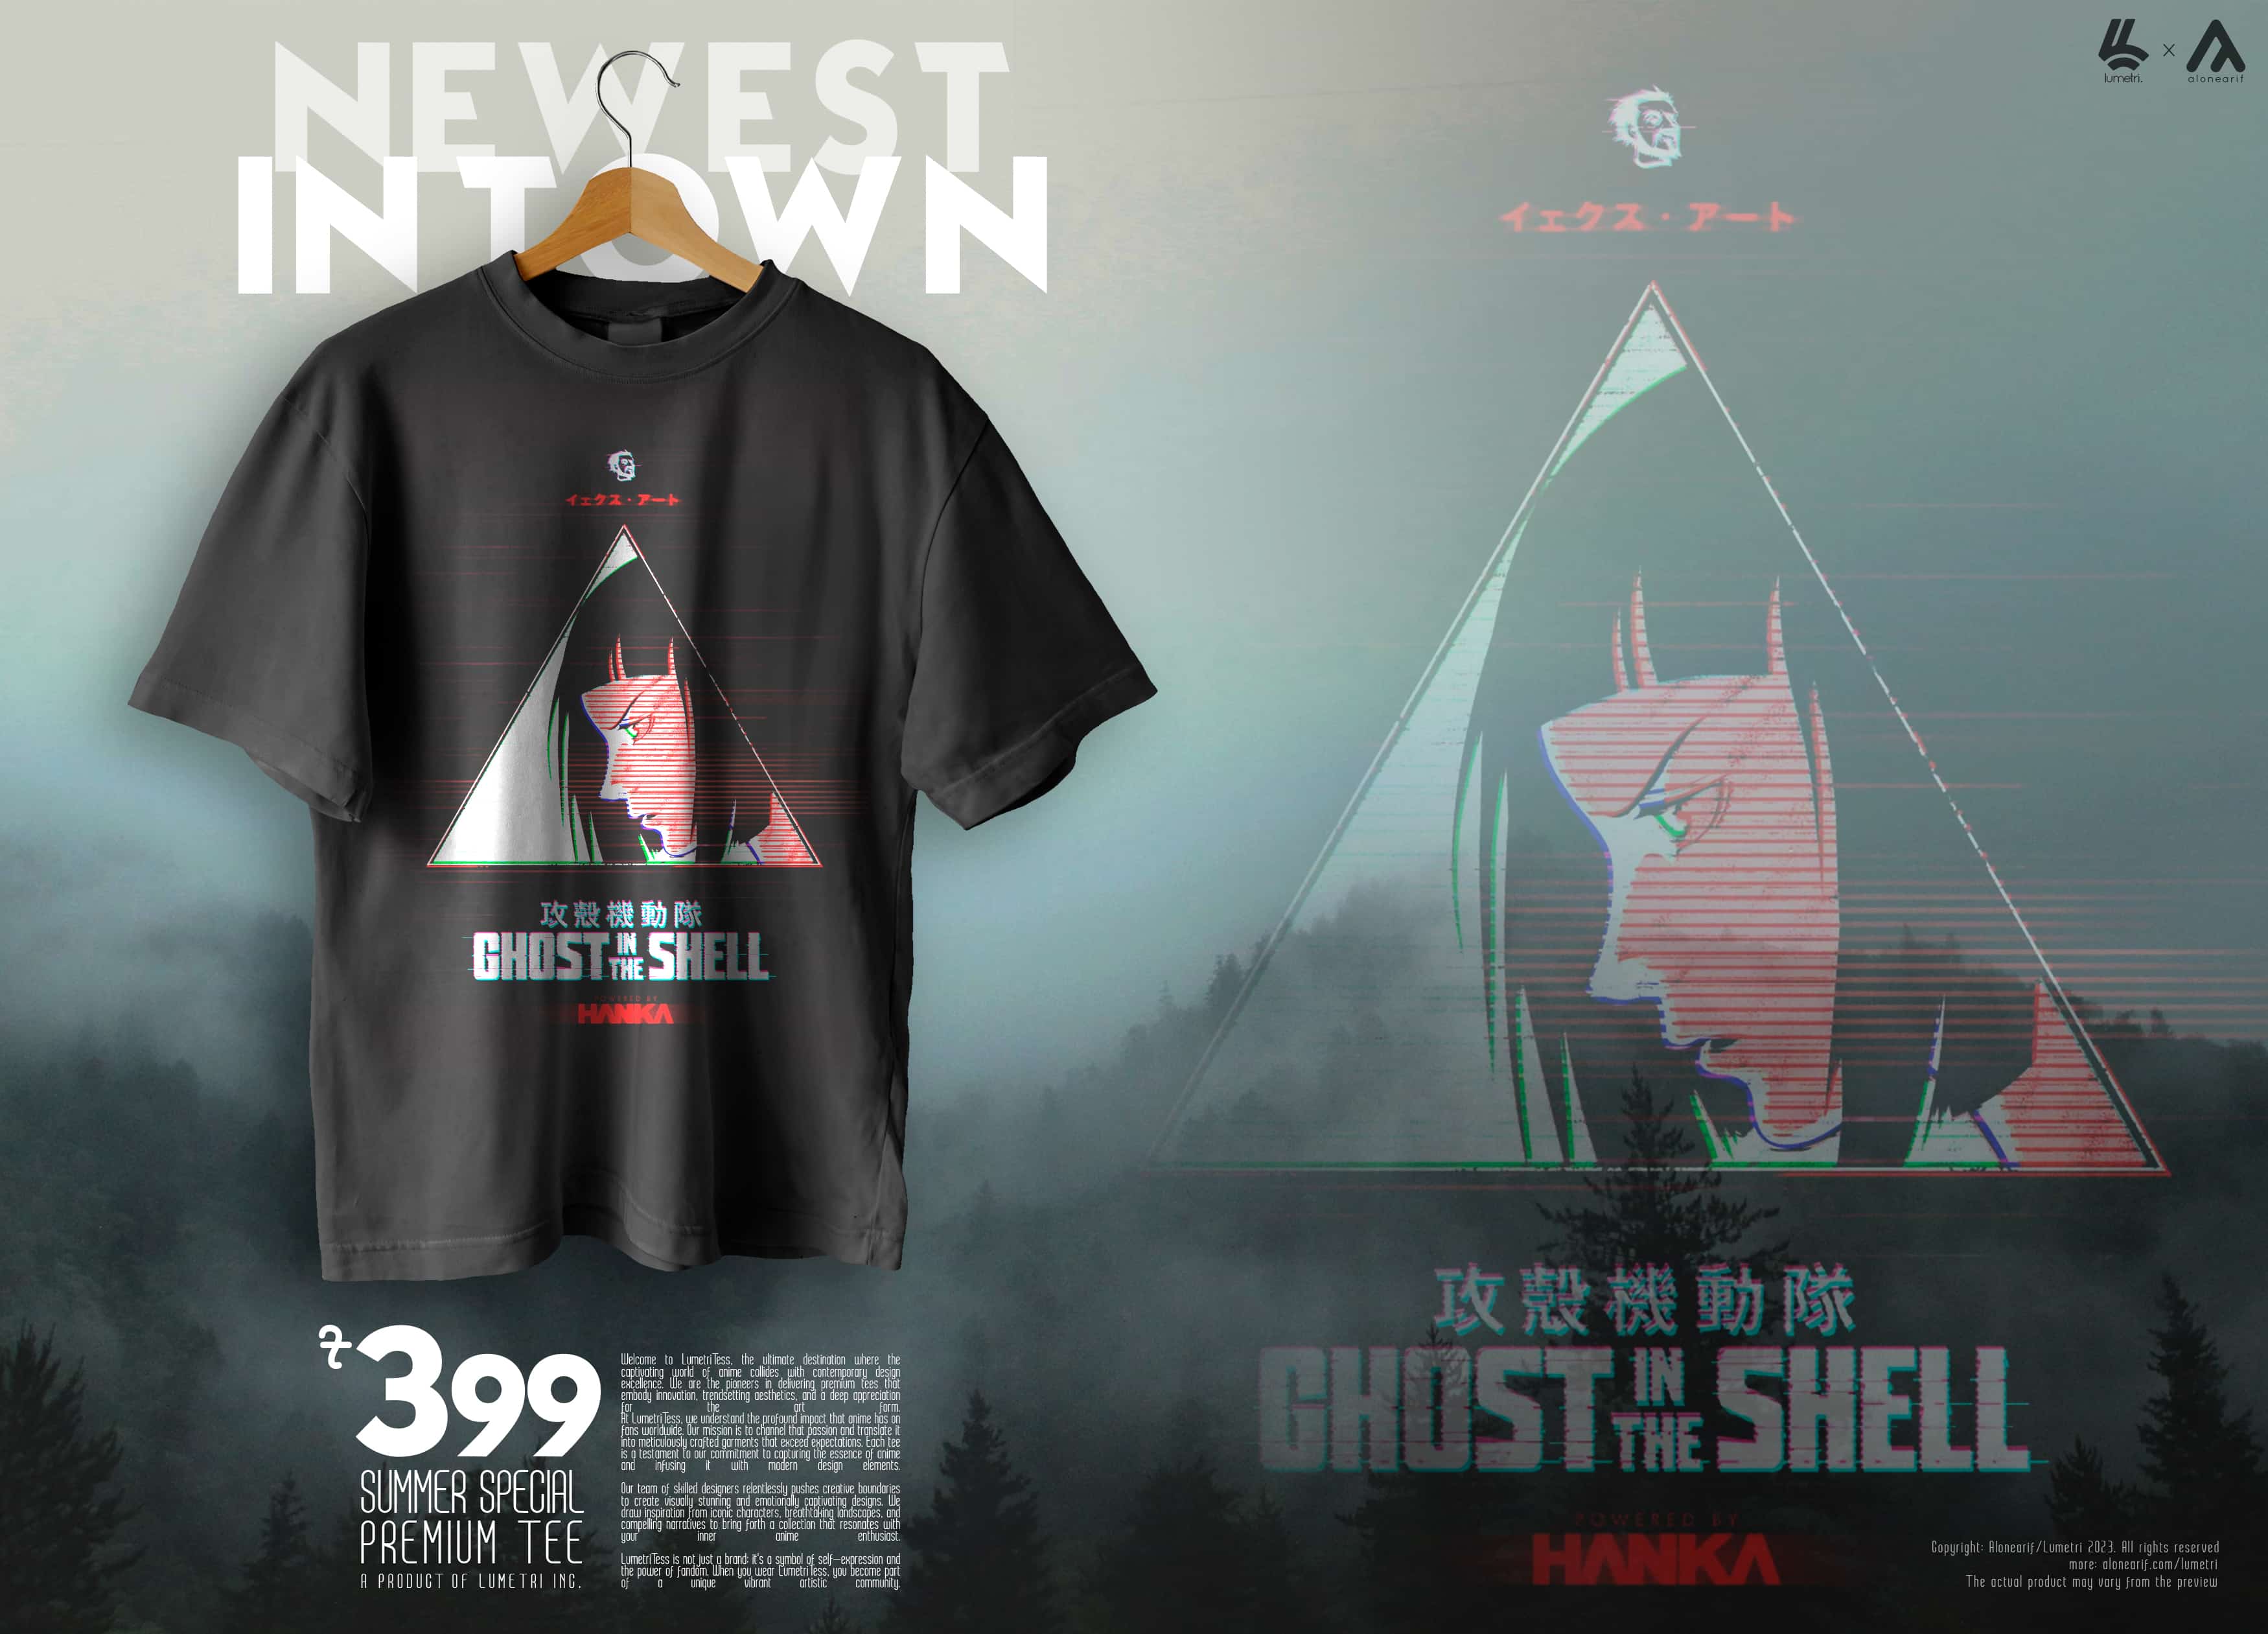 NEWEST
IN TOWN
lumetri. × alonearif
イェクス・アート
攻殻機動隊
GHOST IN THE SHELL
POWERED BY
HANKA
イェクス・アート
攻殻機動隊
GHOST IN THE SHELL
POWERED BY
HANKA
₹399
SUMMER SPECIAL
PREMIUM TEE
A PRODUCT OF LUMETRI INC.
Welcome to LumetriTess, the ultimate destination where the
captivating world of anime collides with contemporary design
excellence. We are the pioneers in delivering premium tees that
embody innovation, trendsetting aesthetics, and a deep appreciation
for the art form.
At LumetriTess, we understand the profound impact that anime has on
fans worldwide. Our mission is to channel that passion and translate it
into meticulously crafted garments that exceed expectations. Each tee
is a testament to our commitment to capturing the essence of anime
and infusing it with modern design elements.
Our team of skilled designers relentlessly pushes creative boundaries
to create visually stunning and emotionally captivating designs. We
draw inspiration from iconic characters, breathtaking landscapes, and
compelling narratives to bring forth a collection that resonates with
your inner anime enthusiast.
LumetriTess is not just a brand; it's a symbol of self-expression and
the power of fandom. When you wear LumetriTess, you become part
of a unique vibrant artistic community.
Copyright: Alonearif/Lumetri 2023. All rights reserved
more: alonearif.com/lumetri
The actual product may vary from the preview